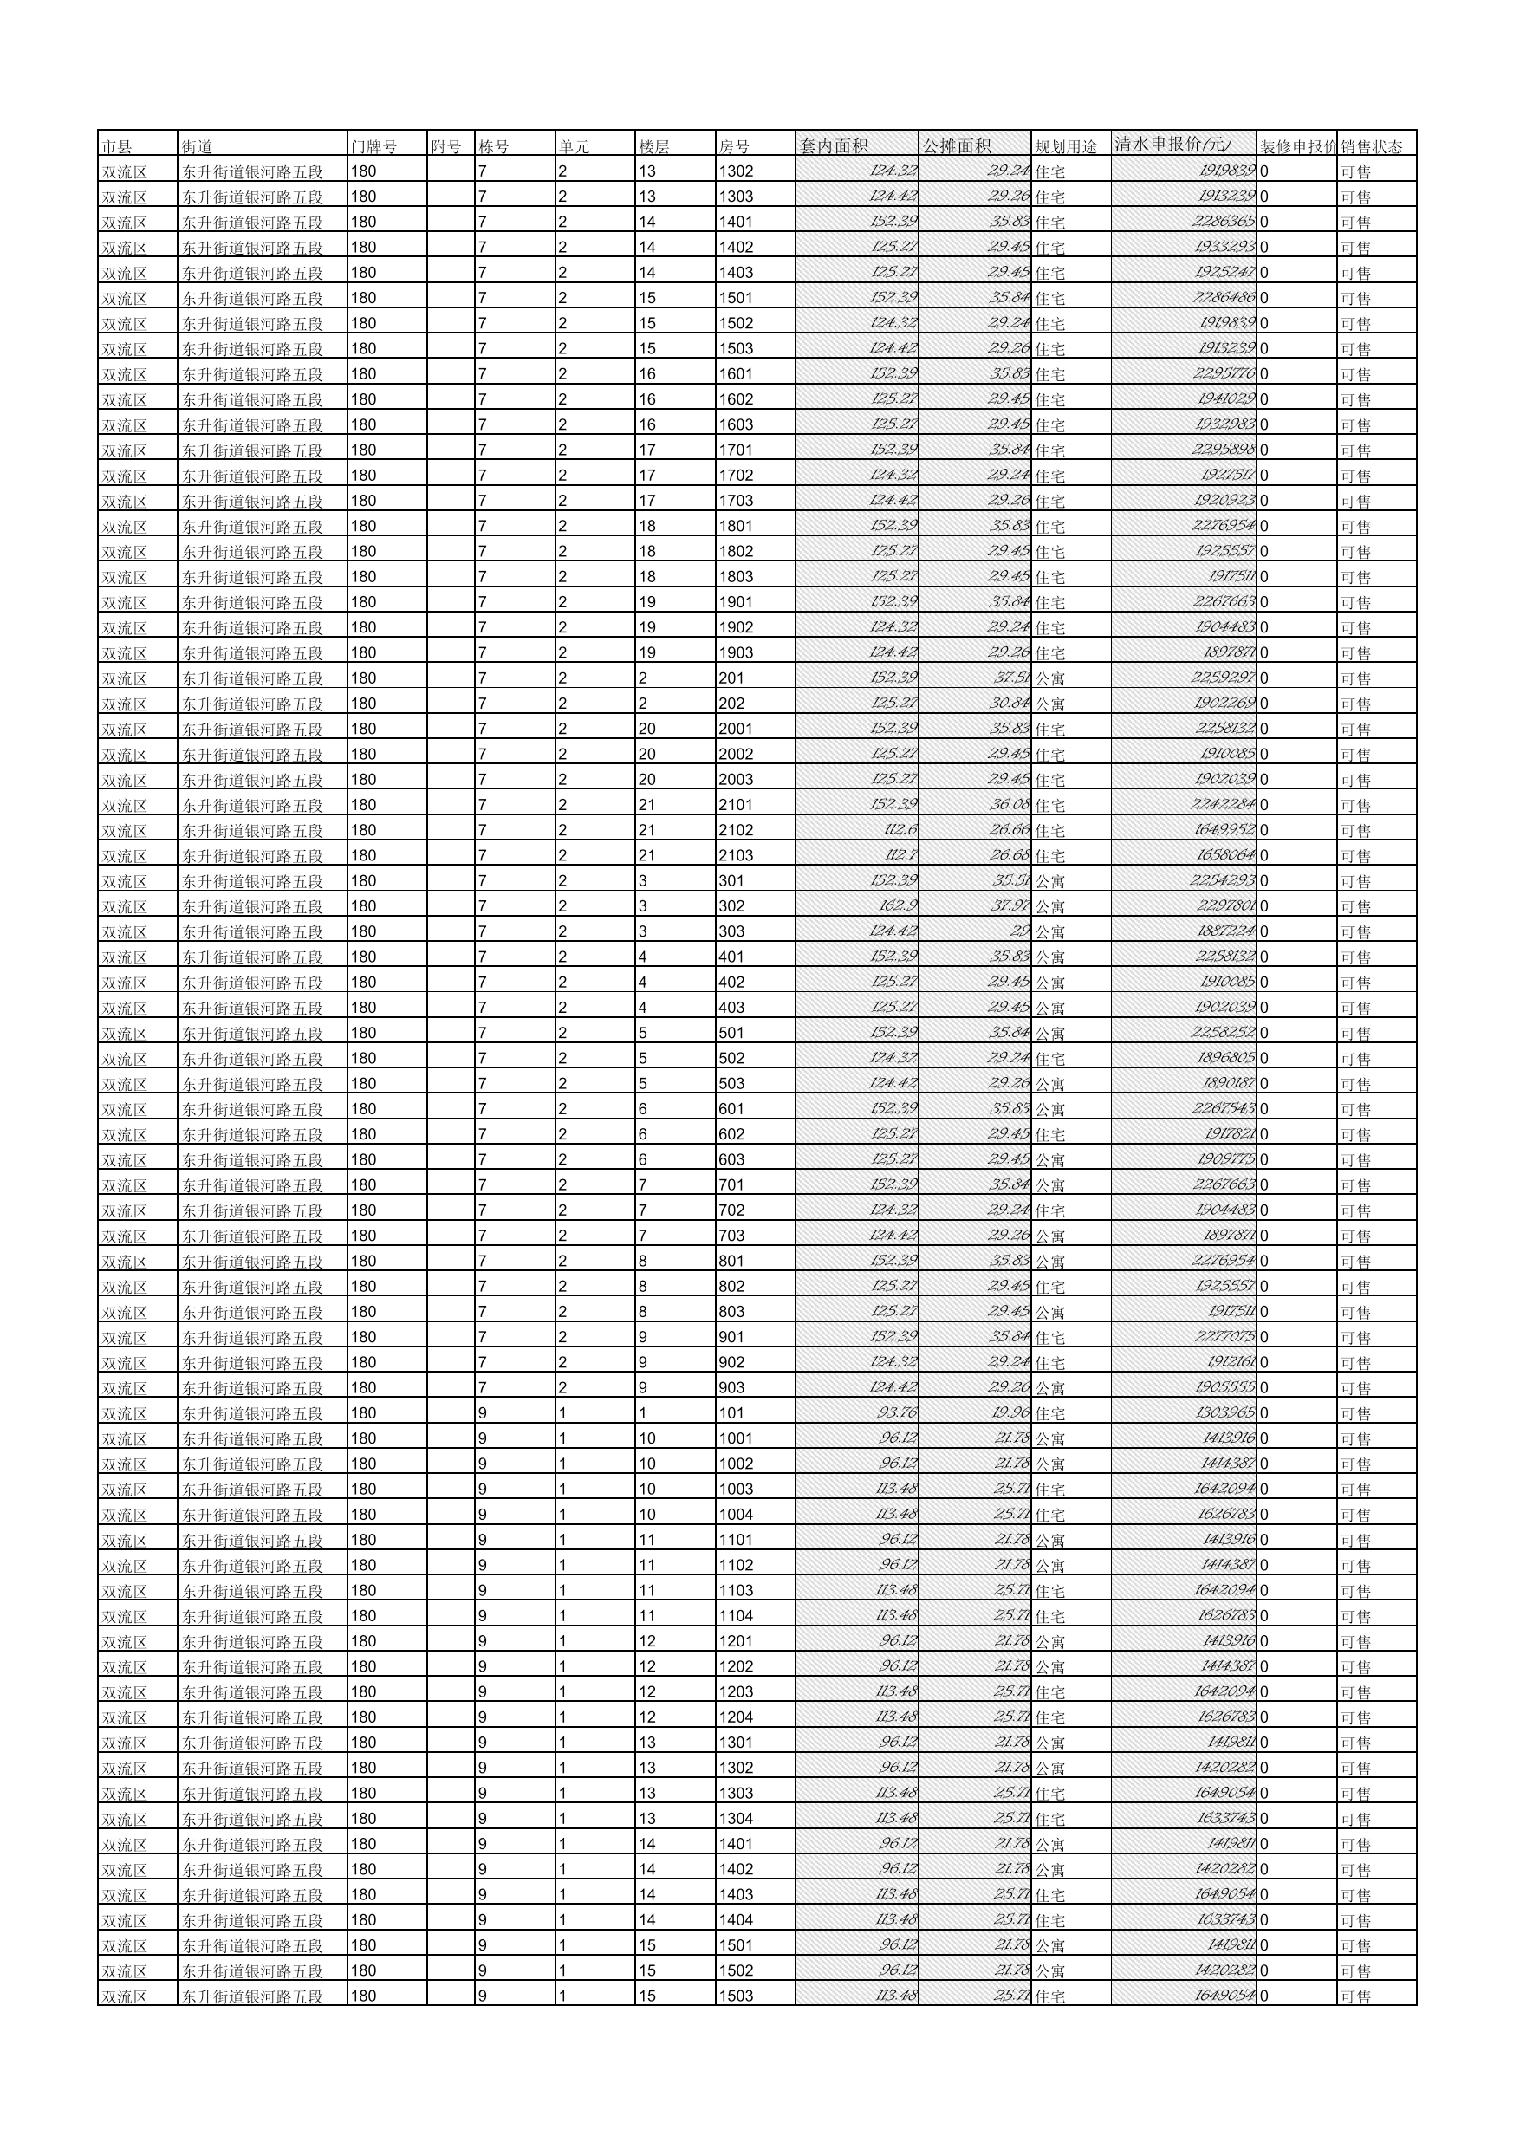 市县 街道 门牌号 附号 栋号 单元 楼层 房号 套内面积 公摊面积 规划用途 清水申报价/元/ 装修申报价 销售状态
双流区 东升街道银河路五段 180 7 2 13 1302 124.32 29.24 住宅 1919839 0 可售
双流区 东升街道银河路五段 180 7 2 13 1303 124.42 29.26 住宅 1913239 0 可售
双流区 东升街道银河路五段 180 7 2 14 1401 152.39 35.83 住宅 2286365 0 可售
双流区 东升街道银河路五段 180 7 2 14 1402 125.27 29.45 住宅 1933293 0 可售
双流区 东升街道银河路五段 180 7 2 14 1403 125.27 29.45 住宅 1925247 0 可售
双流区 东升街道银河路五段 180 7 2 15 1501 152.39 35.84 住宅 2286486 0 可售
双流区 东升街道银河路五段 180 7 2 15 1502 124.32 29.24 住宅 1919839 0 可售
双流区 东升街道银河路五段 180 7 2 15 1503 124.42 29.26 住宅 1913239 0 可售
双流区 东升街道银河路五段 180 7 2 16 1601 152.39 35.83 住宅 2295776 0 可售
双流区 东升街道银河路五段 180 7 2 16 1602 125.27 29.45 住宅 1941029 0 可售
双流区 东升街道银河路五段 180 7 2 16 1603 125.27 29.45 住宅 1932983 0 可售
双流区 东升街道银河路五段 180 7 2 17 1701 152.39 35.84 住宅 2295898 0 可售
双流区 东升街道银河路五段 180 7 2 17 1702 124.32 29.24 住宅 1927517 0 可售
双流区 东升街道银河路五段 180 7 2 17 1703 124.42 29.26 住宅 1920923 0 可售
双流区 东升街道银河路五段 180 7 2 18 1801 152.39 35.83 住宅 2276954 0 可售
双流区 东升街道银河路五段 180 7 2 18 1802 125.27 29.45 住宅 1925557 0 可售
双流区 东升街道银河路五段 180 7 2 18 1803 125.27 29.45 住宅 1917511 0 可售
双流区 东升街道银河路五段 180 7 2 19 1901 152.39 35.84 住宅 2267663 0 可售
双流区 东升街道银河路五段 180 7 2 19 1902 124.32 29.24 住宅 1904483 0 可售
双流区 东升街道银河路五段 180 7 2 19 1903 124.42 29.26 住宅 1897871 0 可售
双流区 东升街道银河路五段 180 7 2 2 201 152.39 37.51 公寓 2259297 0 可售
双流区 东升街道银河路五段 180 7 2 2 202 125.27 30.84 公寓 1902269 0 可售
双流区 东升街道银河路五段 180 7 2 20 2001 152.39 35.83 住宅 2258132 0 可售
双流区 东升街道银河路五段 180 7 2 20 2002 125.27 29.45 住宅 1910085 0 可售
双流区 东升街道银河路五段 180 7 2 20 2003 125.27 29.45 住宅 1902039 0 可售
双流区 东升街道银河路五段 180 7 2 21 2101 152.39 36.08 住宅 2242284 0 可售
双流区 东升街道银河路五段 180 7 2 21 2102 112.6 26.66 住宅 1649952 0 可售
双流区 东升街道银河路五段 180 7 2 21 2103 112.7 26.68 住宅 1658064 0 可售
双流区 东升街道银河路五段 180 7 2 3 301 152.39 35.51 公寓 2254293 0 可售
双流区 东升街道银河路五段 180 7 2 3 302 162.9 37.97 公寓 2297801 0 可售
双流区 东升街道银河路五段 180 7 2 3 303 124.42 29 公寓 1887224 0 可售
双流区 东升街道银河路五段 180 7 2 4 401 152.39 35.83 公寓 2258132 0 可售
双流区 东升街道银河路五段 180 7 2 4 402 125.27 29.45 公寓 1910085 0 可售
双流区 东升街道银河路五段 180 7 2 4 403 125.27 29.45 公寓 1902039 0 可售
双流区 东升街道银河路五段 180 7 2 5 501 152.39 35.84 公寓 2258252 0 可售
双流区 东升街道银河路五段 180 7 2 5 502 124.32 29.24 住宅 1896805 0 可售
双流区 东升街道银河路五段 180 7 2 5 503 124.42 29.26 公寓 1890187 0 可售
双流区 东升街道银河路五段 180 7 2 6 601 152.39 35.83 公寓 2267543 0 可售
双流区 东升街道银河路五段 180 7 2 6 602 125.27 29.45 住宅 1917821 0 可售
双流区 东升街道银河路五段 180 7 2 6 603 125.27 29.45 公寓 1909775 0 可售
双流区 东升街道银河路五段 180 7 2 7 701 152.39 35.84 公寓 2267663 0 可售
双流区 东升街道银河路五段 180 7 2 7 702 124.32 29.24 住宅 1904483 0 可售
双流区 东升街道银河路五段 180 7 2 7 703 124.42 29.26 公寓 1897871 0 可售
双流区 东升街道银河路五段 180 7 2 8 801 152.39 35.83 公寓 2276954 0 可售
双流区 东升街道银河路五段 180 7 2 8 802 125.27 29.45 住宅 1925557 0 可售
双流区 东升街道银河路五段 180 7 2 8 803 125.27 29.45 公寓 1917511 0 可售
双流区 东升街道银河路五段 180 7 2 9 901 152.39 35.84 住宅 2277075 0 可售
双流区 东升街道银河路五段 180 7 2 9 902 124.32 29.24 住宅 1912161 0 可售
双流区 东升街道银河路五段 180 7 2 9 903 124.42 29.26 公寓 1905555 0 可售
双流区 东升街道银河路五段 180 9 1 1 101 93.76 19.96 住宅 1303965 0 可售
双流区 东升街道银河路五段 180 9 1 10 1001 96.12 21.78 公寓 1413916 0 可售
双流区 东升街道银河路五段 180 9 1 10 1002 96.12 21.78 公寓 1414387 0 可售
双流区 东升街道银河路五段 180 9 1 10 1003 113.48 25.71 住宅 1642094 0 可售
双流区 东升街道银河路五段 180 9 1 10 1004 113.48 25.71 住宅 1626783 0 可售
双流区 东升街道银河路五段 180 9 1 11 1101 96.12 21.78 公寓 1413916 0 可售
双流区 东升街道银河路五段 180 9 1 11 1102 96.12 21.78 公寓 1414387 0 可售
双流区 东升街道银河路五段 180 9 1 11 1103 113.48 25.71 住宅 1642094 0 可售
双流区 东升街道银河路五段 180 9 1 11 1104 113.48 25.71 住宅 1626783 0 可售
双流区 东升街道银河路五段 180 9 1 12 1201 96.12 21.78 公寓 1413916 0 可售
双流区 东升街道银河路五段 180 9 1 12 1202 96.12 21.78 公寓 1414387 0 可售
双流区 东升街道银河路五段 180 9 1 12 1203 113.48 25.71 住宅 1642094 0 可售
双流区 东升街道银河路五段 180 9 1 12 1204 113.48 25.71 住宅 1626783 0 可售
双流区 东升街道银河路五段 180 9 1 13 1301 96.12 21.78 公寓 1419811 0 可售
双流区 东升街道银河路五段 180 9 1 13 1302 96.12 21.78 公寓 1420282 0 可售
双流区 东升街道银河路五段 180 9 1 13 1303 113.48 25.71 住宅 1649054 0 可售
双流区 东升街道银河路五段 180 9 1 13 1304 113.48 25.71 住宅 1633743 0 可售
双流区 东升街道银河路五段 180 9 1 14 1401 96.12 21.78 公寓 1419811 0 可售
双流区 东升街道银河路五段 180 9 1 14 1402 96.12 21.78 公寓 1420282 0 可售
双流区 东升街道银河路五段 180 9 1 14 1403 113.48 25.71 住宅 1649054 0 可售
双流区 东升街道银河路五段 180 9 1 14 1404 113.48 25.71 住宅 1633743 0 可售
双流区 东升街道银河路五段 180 9 1 15 1501 96.12 21.78 公寓 1419811 0 可售
双流区 东升街道银河路五段 180 9 1 15 1502 96.12 21.78 公寓 1420282 0 可售
双流区 东升街道银河路五段 180 9 1 15 1503 113.48 25.71 住宅 1649054 0 可售